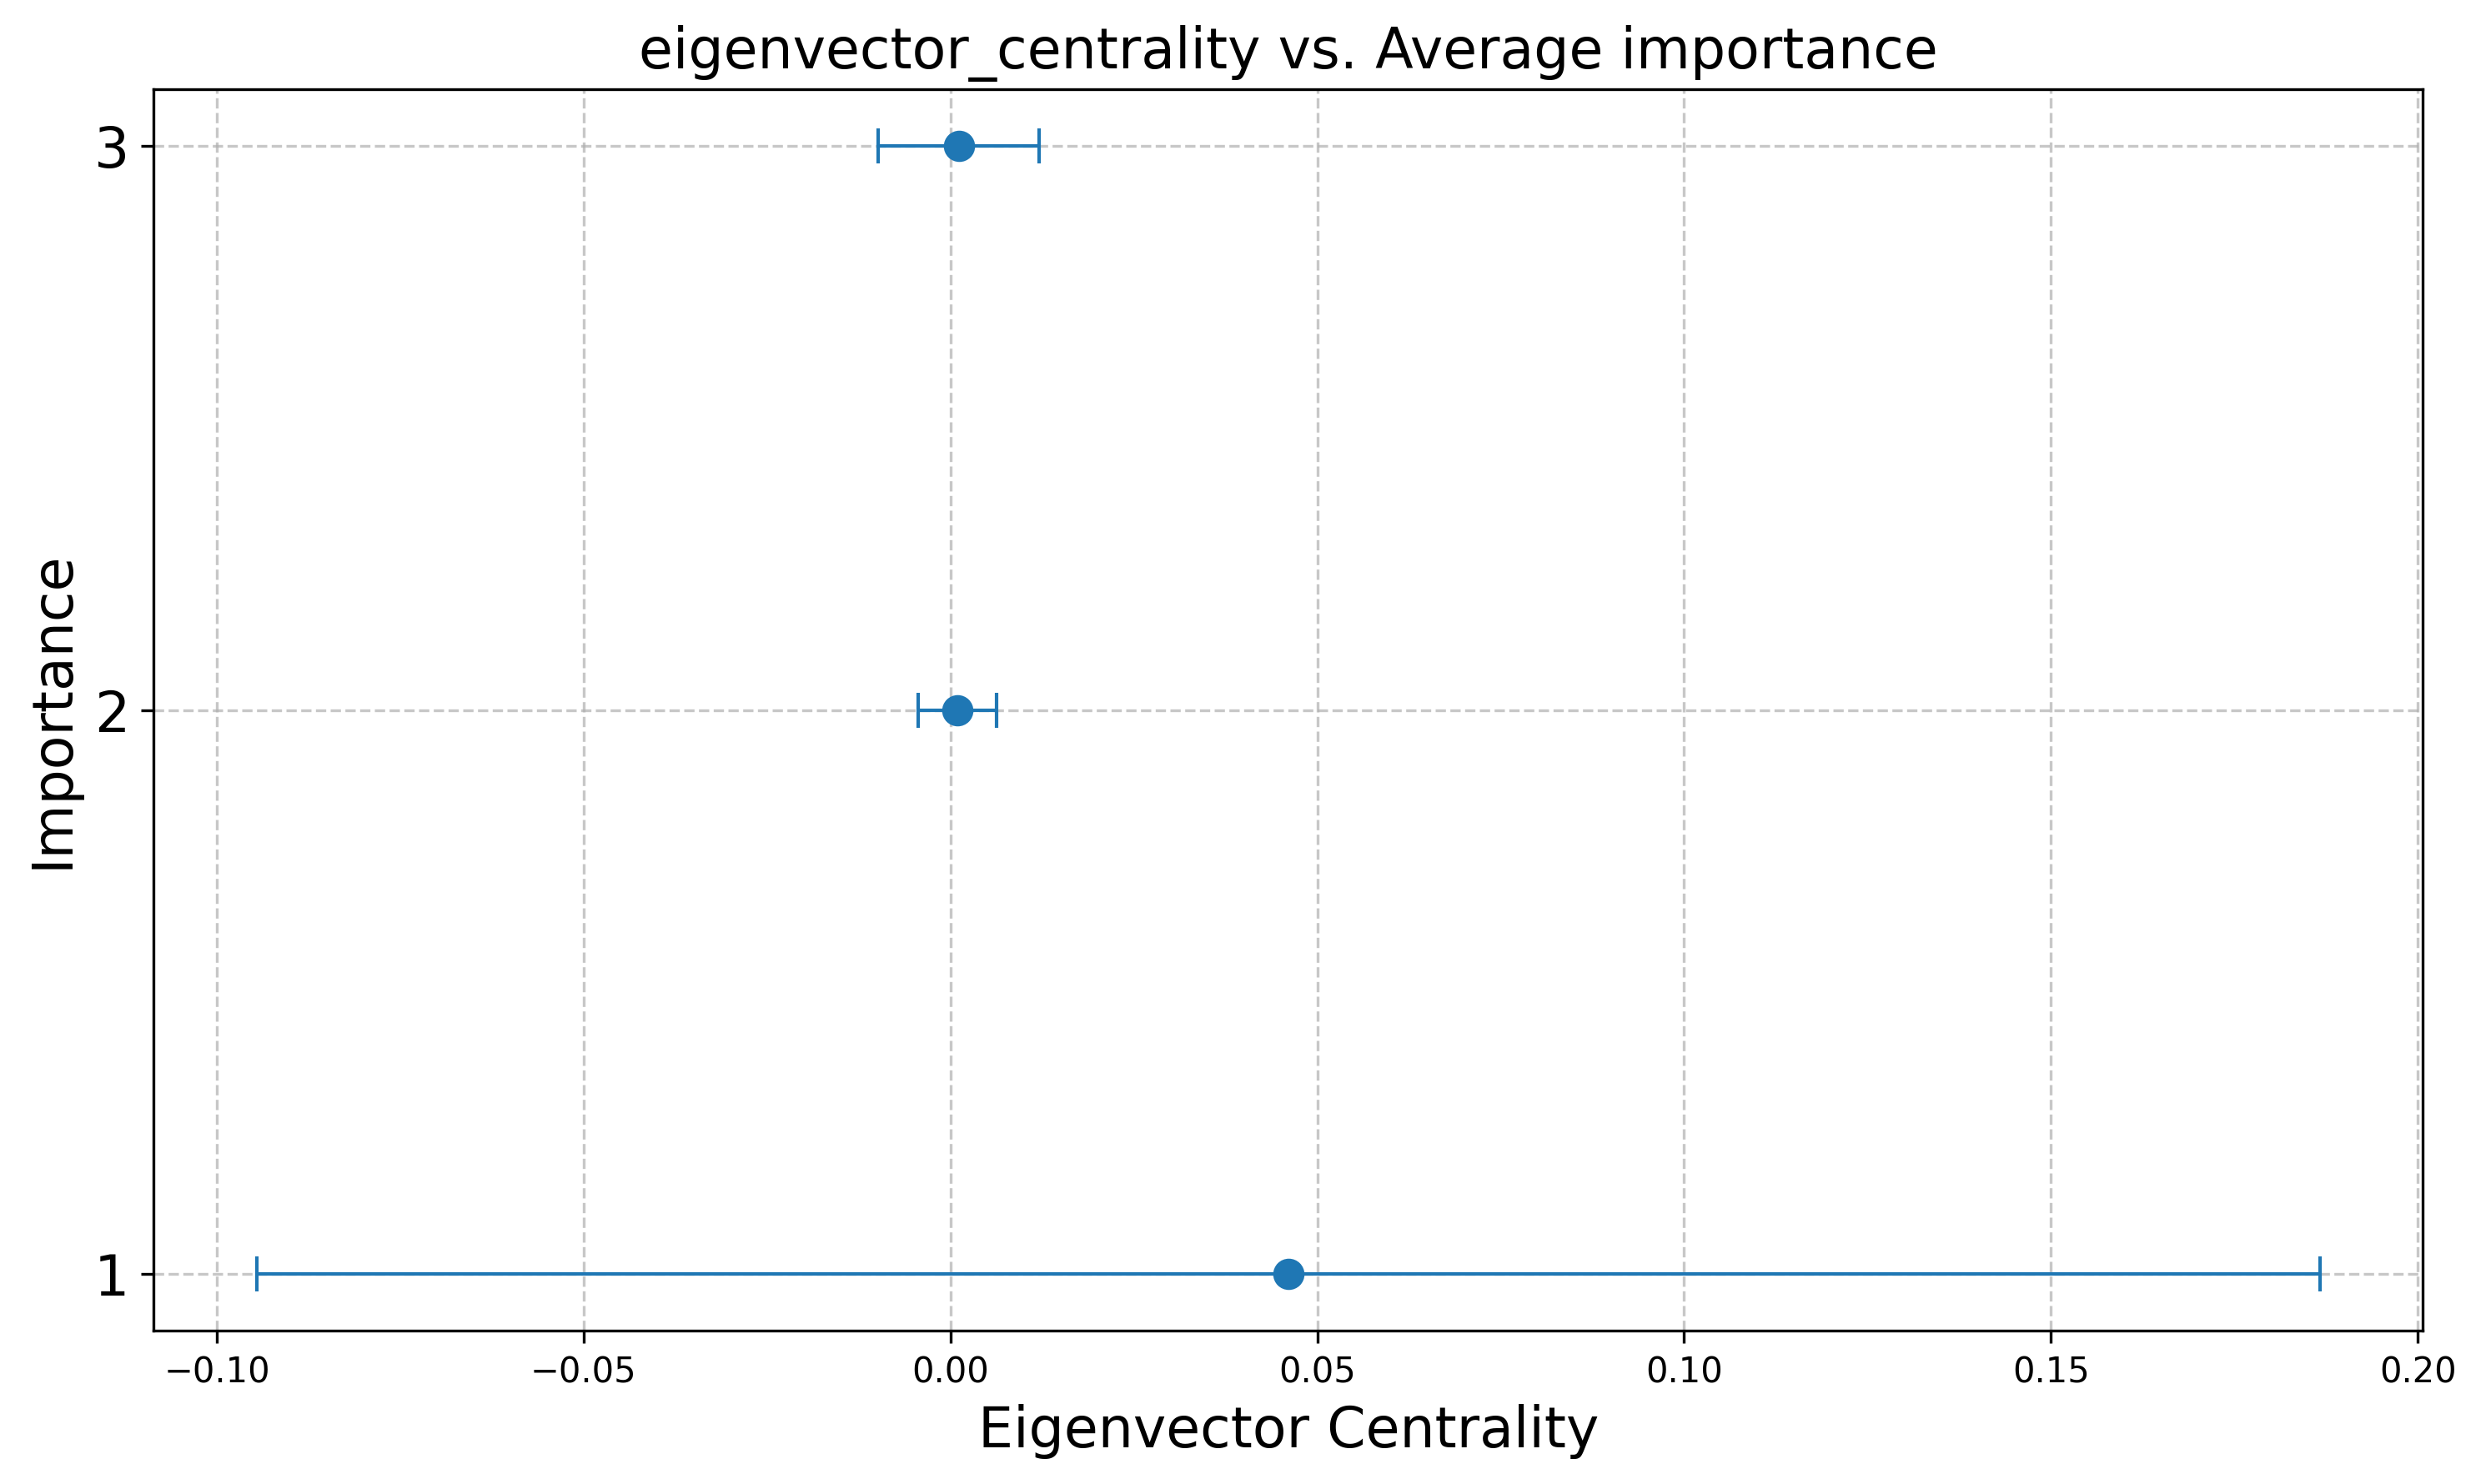 eigenvector_centrality vs. Average importance
3
2
1
Importance
−0.10 −0.05 0.00 0.05 0.10 0.15 0.20
Eigenvector Centrality